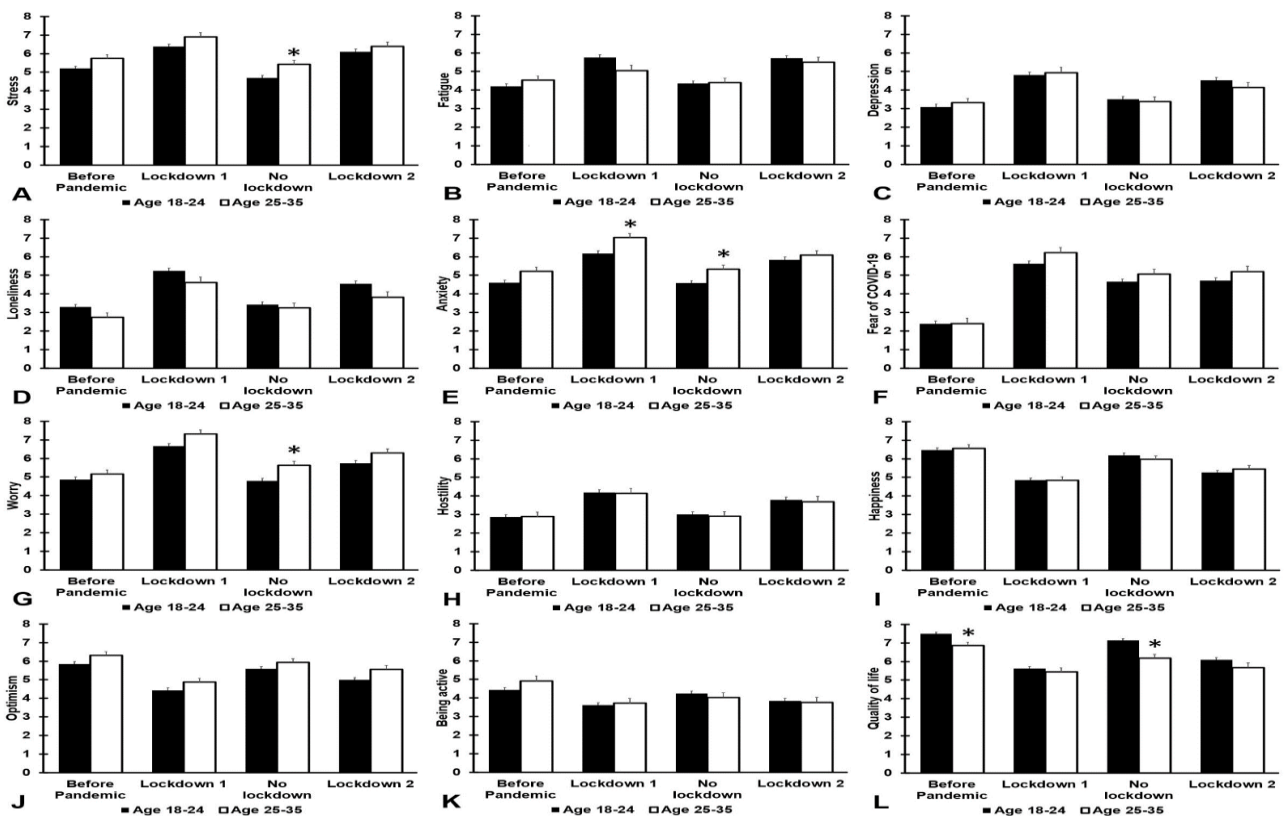 8
7
6
5
4
3
2
1
0
Stress
*
Before Pandemic
Lockdown 1
No lockdown
Lockdown 2
A
Age 18-24 Age 25-35
8
7
6
5
4
3
2
1
0
Fatigue
Before Pandemic
Lockdown 1
No lockdown
Lockdown 2
B
Age 18-24 Age 25-35
8
7
6
5
4
3
2
1
0
Depression
Before Pandemic
Lockdown 1
No lockdown
Lockdown 2
C
Age 18-24 Age 25-35
8
7
6
5
4
3
2
1
0
Loneliness
Before Pandemic
Lockdown 1
No lockdown
Lockdown 2
D
Age 18-24 Age 25-35
8
7
6
5
4
3
2
1
0
Anxiety
*
*
Before Pandemic
Lockdown 1
No lockdown
Lockdown 2
E
Age 18-24 Age 25-35
8
7
6
5
4
3
2
1
0
Fear of COVID-19
Before Pandemic
Lockdown 1
No lockdown
Lockdown 2
F
Age 18-24 Age 25-35
8
7
6
5
4
3
2
1
0
Worry
*
Before Pandemic
Lockdown 1
No lockdown
Lockdown 2
G
Age 18-24 Age 25-35
8
7
6
5
4
3
2
1
0
Hostility
Before Pandemic
Lockdown 1
No lockdown
Lockdown 2
H
Age 18-24 Age 25-35
8
7
6
5
4
3
2
1
0
Happiness
Before Pandemic
Lockdown 1
No lockdown
Lockdown 2
I
Age 18-24 Age 25-35
8
7
6
5
4
3
2
1
0
Optimism
Before Pandemic
Lockdown 1
No lockdown
Lockdown 2
J
Age 18-24 Age 25-35
8
7
6
5
4
3
2
1
0
Being active
Before Pandemic
Lockdown 1
No lockdown
Lockdown 2
K
Age 18-24 Age 25-35
8
7
6
5
4
3
2
1
0
Quality of life
*
*
Before Pandemic
Lockdown 1
No lockdown
Lockdown 2
L
Age 18-24 Age 25-35